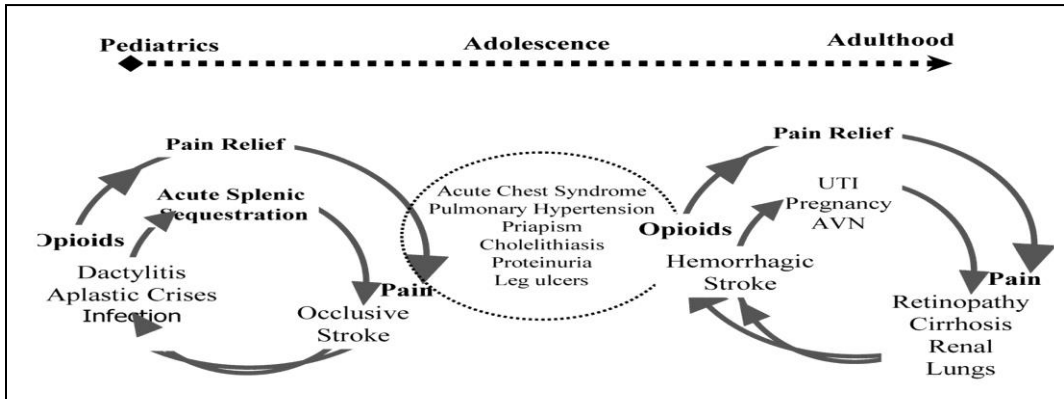 Pediatrics
Adolescence
Adulthood
Pain Relief
Acute Splenic
Sequestration
Opioids
Dactylitis
Aplastic Crises
Infection
Occlusive
Stroke
Pain
Acute Chest Syndrome
Pulmonary Hypertension
Priapism
Cholelithiasis
Proteinuria
Leg ulcers
Pain Relief
UTI
Pregnancy
AVN
Opioids
Hemorrhagic
Stroke
Pain
Retinopathy
Cirrhosis
Renal
Lungs